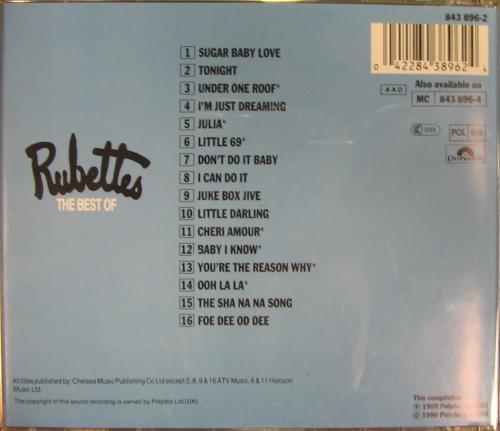 843 896-2
0 42284 38962 4
AAD
Also available on
MC 843 896-4
POL
Polydor
Rubettes
THE BEST OF
1 SUGAR BABY LOVE
2 TONIGHT
3 UNDER ONE ROOF*
4 I'M JUST DREAMING
5 JULIA*
6 LITTLE 69*
7 DON'T DO IT BABY
8 I CAN DO IT
9 JUKE BOX JIVE
10 LITTLE DARLING
11 CHERI AMOUR*
12 BABY I KNOW*
13 YOU'RE THE REASON WHY*
14 OOH LA LA*
15 THE SHA NA NA SONG
16 FOE DEE OD DEE
All titles published by: Chelsea Music Publishing Co Ltd except 2, 8, 9 & 16 ATV Music, 6 & 11 Halcyon
Music Ltd.
The copyright in this sound recording is owned by Polydor Ltd (UK)
This compilation
℗ 1990 Polydor
© 1990 Polydor